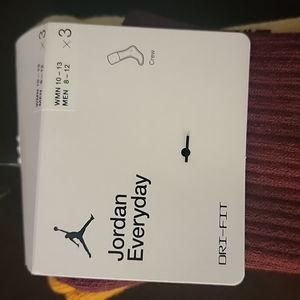 Crew
×3
WMN 10 - 13
MEN 8 - 12
×3
Jordan
Everyday
DRI-FIT